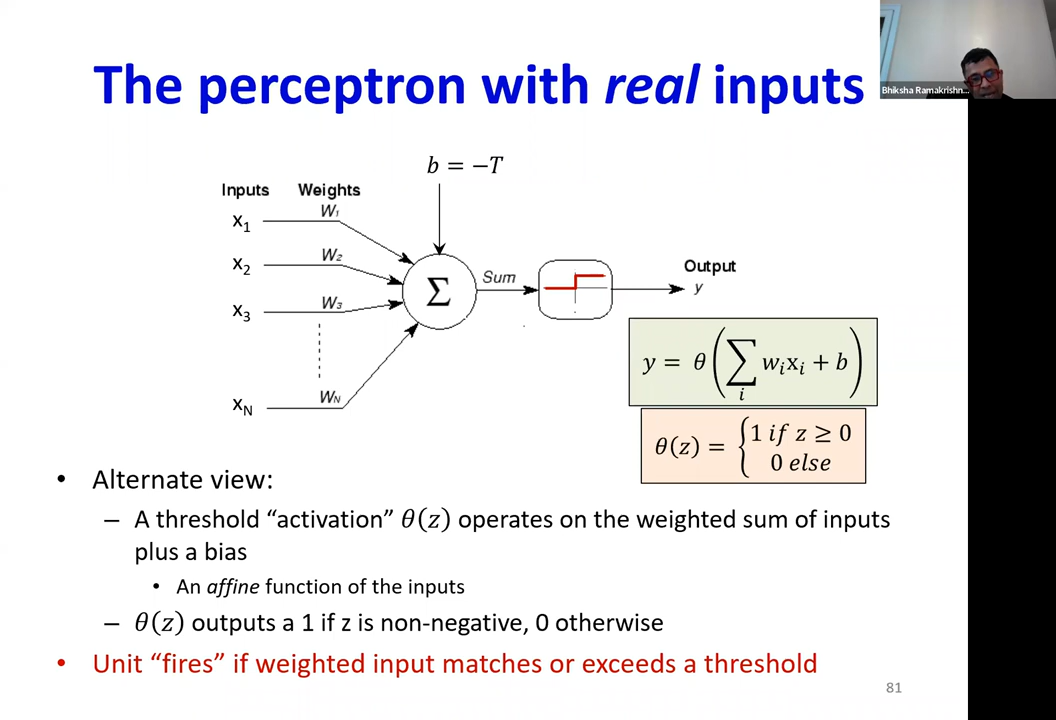 The perceptron with real inputs
Bhiksha Ramakrishn...
b = −T
Inputs Weights
x₁ W₁
x₂ W₂
x₃ W₃
x_N W_N
Σ
Sum
Output
y
y = θ(∑ᵢ wᵢxᵢ + b)
θ(z) = {1 if z ≥ 0
0 else
• Alternate view:
– A threshold “activation” θ(z) operates on the weighted sum of inputs
plus a bias
• An affine function of the inputs
– θ(z) outputs a 1 if z is non-negative, 0 otherwise
• Unit “fires” if weighted input matches or exceeds a threshold
81